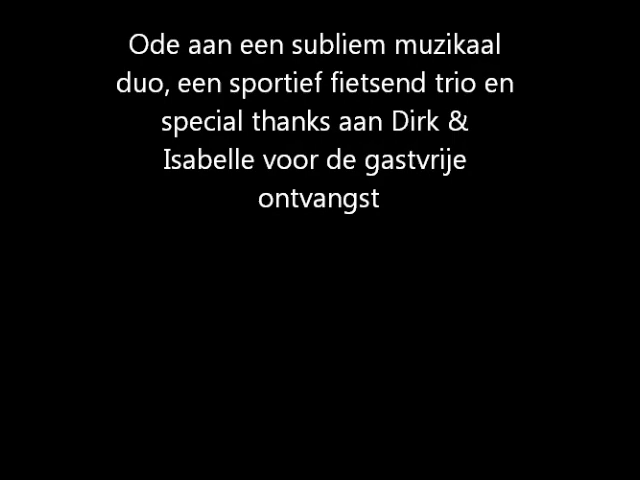 Ode aan een subliem muzikaal
duo, een sportief fietsend trio en
special thanks aan Dirk &
Isabelle voor de gastvrije
ontvangst